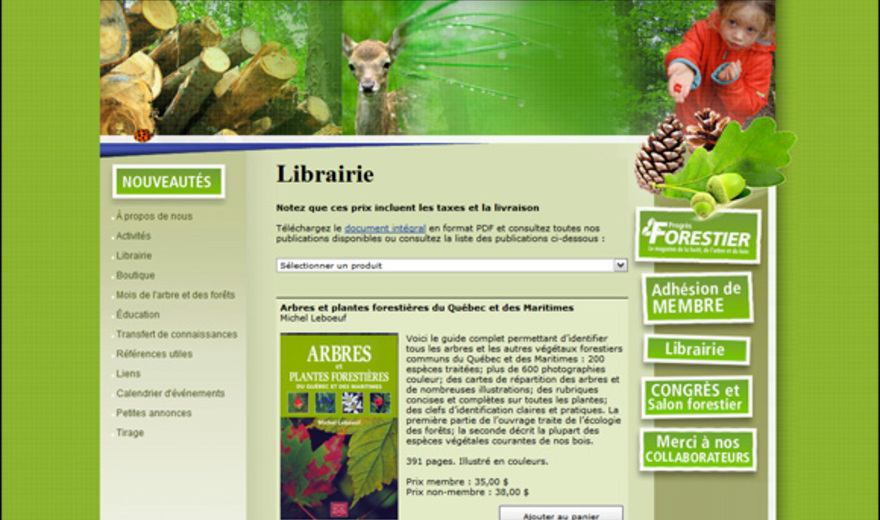 NOUVEAUTÉS
À propos de nous
Activités
Librairie
Boutique
Mois de l'arbre et des forêts
Éducation
Transfert de connaissances
Références utiles
Liens
Calendrier d'événements
Petites annonces
Tirage
Librairie
Notez que ces prix incluent les taxes et la livraison
Téléchargez le document intégral en format PDF et consultez toutes nos
publications disponibles ou consultez la liste des publications ci-dessous :
Sélectionner un produit
Arbres et plantes forestières du Québec et des Maritimes
Michel Leboeuf
ARBRES
ET
PLANTES FORESTIÈRES
DU QUÉBEC ET DES MARITIMES
Michel Leboeuf
Voici le guide complet permettant d'identifier
tous les arbres et les autres végétaux forestiers
communs du Québec et des Maritimes : 200
espèces traitées; plus de 600 photographies
couleur; des cartes de répartition des arbres et
de nombreuses illustrations; des rubriques
concises et complètes sur toutes les plantes;
des clefs d'identification claires et pratiques. La
première partie de l'ouvrage traite de l'écologie
des forêts; la seconde décrit la plupart des
espèces végétales courantes de nos bois.
391 pages. Illustré en couleurs.
Prix membre : 35,00 $
Prix non-membre : 38,00 $
Ajouter au panier
Progrès
FORESTIER
Le magazine de la forêt, de l'arbre et du bois
Adhésion de
MEMBRE
Librairie
CONGRÈS et
Salon forestier
Merci à nos
COLLABORATEURS